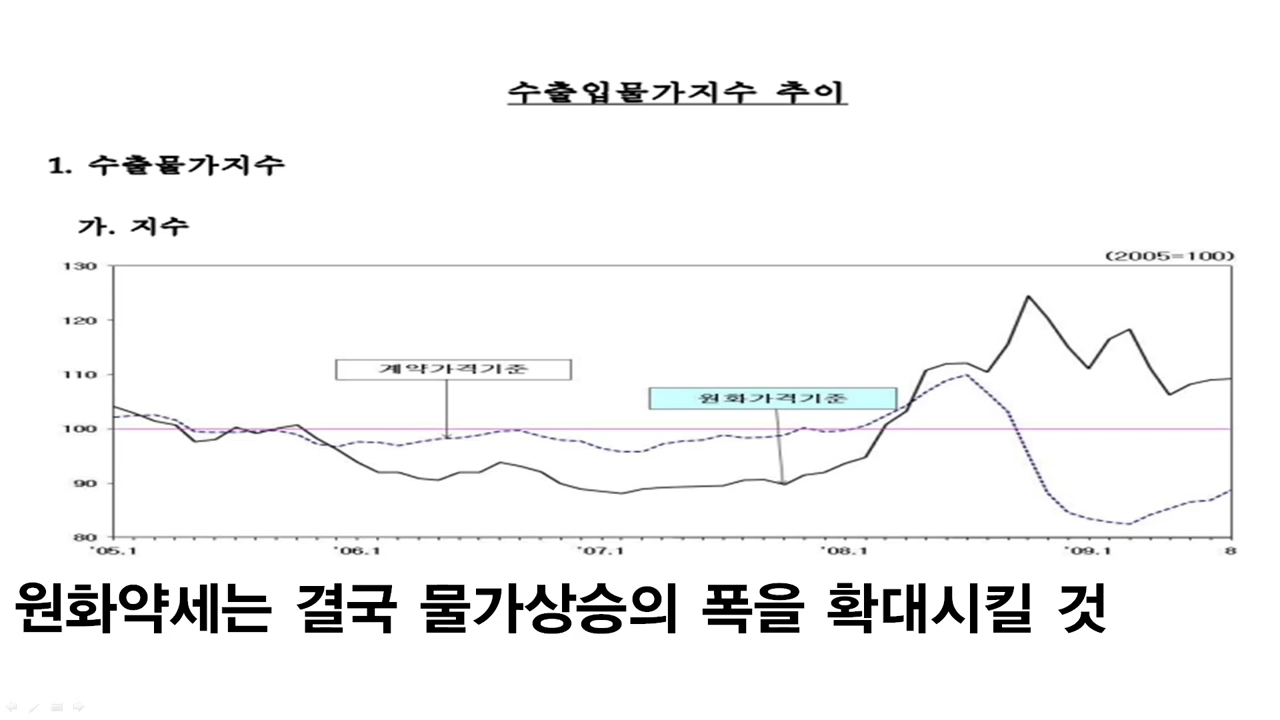 수출입물가지수 추이
1. 수출물가지수
가. 지수
(2005=100)
130
120
110
100
90
80
계약가격기준
원화가격기준
'05.1 '06.1 '07.1 '08.1 '09.1 8
원화약세는 결국 물가상승의 폭을 확대시킬 것